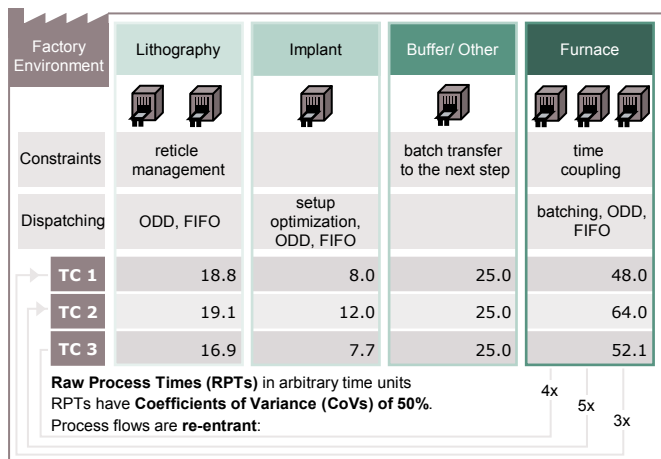 Factory Environment
Lithography
Implant
Buffer/ Other
Furnace
Constraints
reticle
management
batch transfer
to the next step
time
coupling
Dispatching
ODD, FIFO
setup
optimization,
ODD, FIFO
batching, ODD,
FIFO
TC 1 18.8 8.0 25.0 48.0
TC 2 19.1 12.0 25.0 64.0
TC 3 16.9 7.7 25.0 52.1
Raw Process Times (RPTs) in arbitrary time units
RPTs have Coefficients of Variance (CoVs) of 50%.
Process flows are re-entrant:
4x
5x
3x